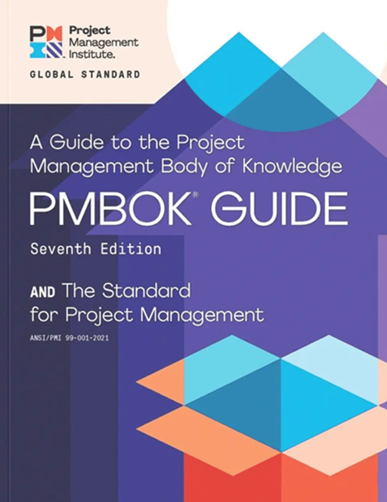 Project
Management
Institute.
GLOBAL STANDARD
A Guide to the Project
Management Body of Knowledge
PMBOK® GUIDE
Seventh Edition
AND The Standard
for Project Management
ANSI/PMI 99-001-2021